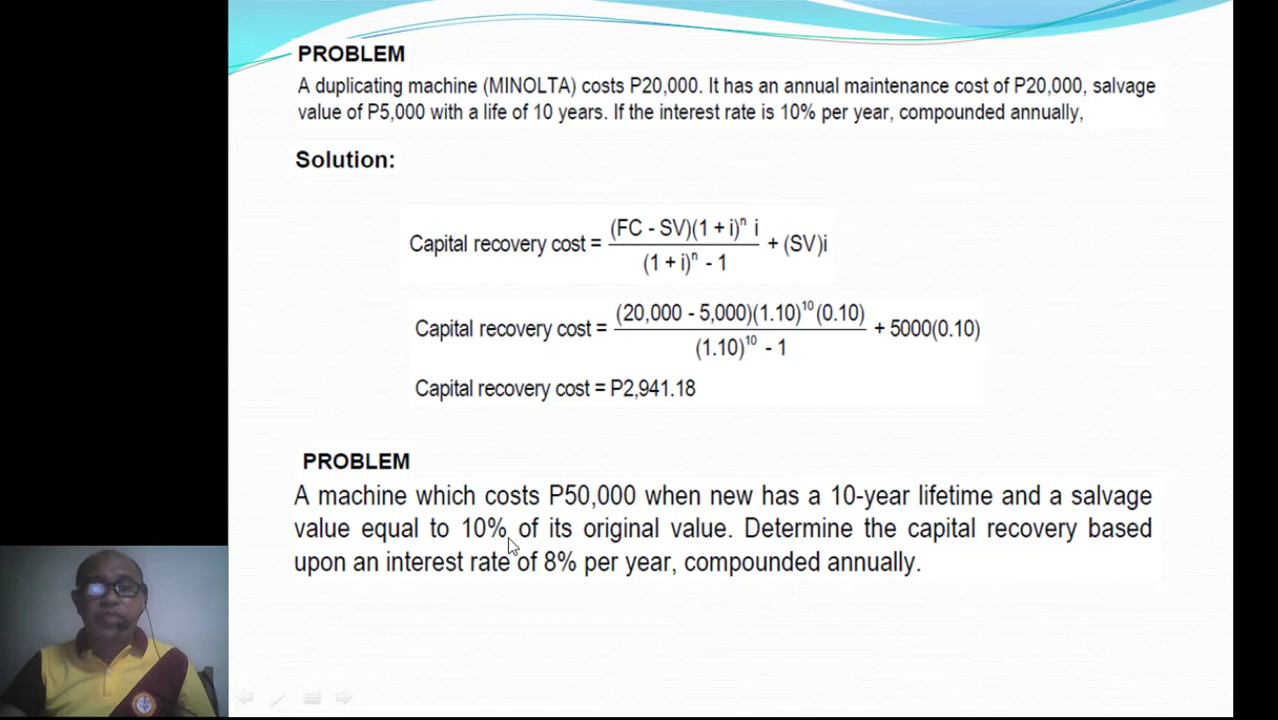 PROBLEM
A duplicating machine (MINOLTA) costs P20,000. It has an annual maintenance cost of P20,000, salvage
value of P5,000 with a life of 10 years. If the interest rate is 10% per year, compounded annually,
Solution:
Capital recovery cost = (FC - SV)(1 + i)ⁿ i / (1 + i)ⁿ - 1 + (SV)i
Capital recovery cost = (20,000 - 5,000)(1.10)¹⁰(0.10) / (1.10)¹⁰ - 1 + 5000(0.10)
Capital recovery cost = P2,941.18
PROBLEM
A machine which costs P50,000 when new has a 10-year lifetime and a salvage
value equal to 10% of its original value. Determine the capital recovery based
upon an interest rate of 8% per year, compounded annually.